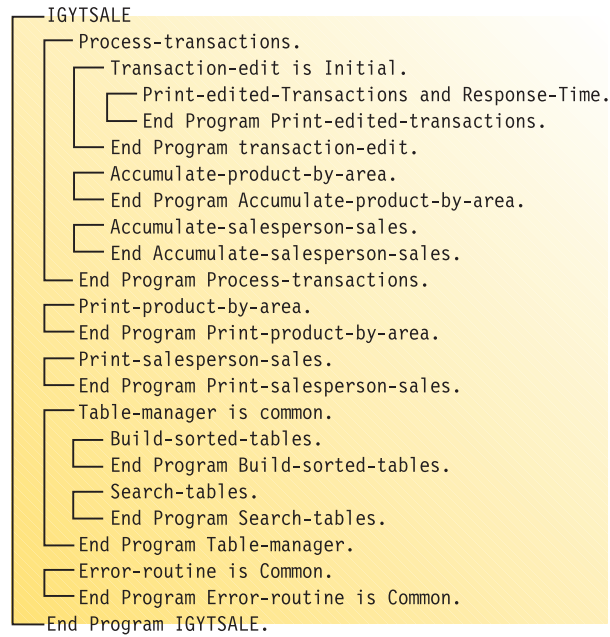 IGYTSALE
Process-transactions.
Transaction-edit is Initial.
Print-edited-Transactions and Response-Time.
End Program Print-edited-transactions.
End Program transaction-edit.
Accumulate-product-by-area.
End Program Accumulate-product-by-area.
Accumulate-salesperson-sales.
End Accumulate-salesperson-sales.
End Program Process-transactions.
Print-product-by-area.
End Program Print-product-by-area.
Print-salesperson-sales.
End Program Print-salesperson-sales.
Table-manager is common.
Build-sorted-tables.
End Program Build-sorted-tables.
Search-tables.
End Program Search-tables.
End Program Table-manager.
Error-routine is Common.
End Program Error-routine is Common.
End Program IGYTSALE.